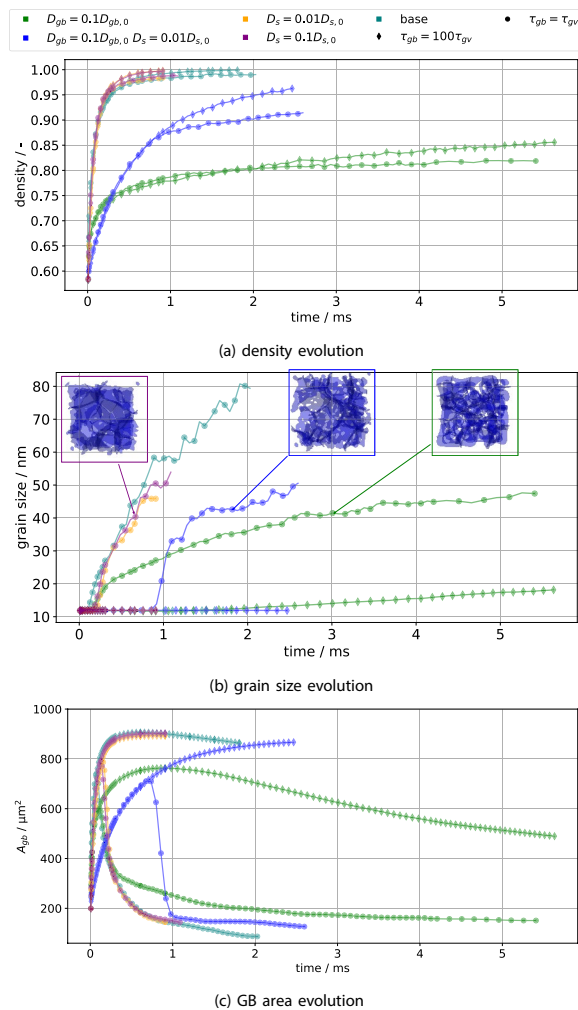 D_gb = 0.1D_gb,0 D_s = 0.01D_s,0 base τ_gb = τ_gv
D_gb = 0.1D_gb,0 D_s = 0.01D_s,0 D_s = 0.1D_s,0 τ_gb = 100τ_gv
1.00
0.95
0.90
0.85
0.80
0.75
0.70
0.65
0.60
density / -
0 1 2 3 4 5
time / ms
(a) density evolution
80
70
60
50
40
30
20
10
grain size / nm
0 1 2 3 4 5
time / ms
(b) grain size evolution
1000
800
600
400
200
A_gb / μm²
0 1 2 3 4 5
time / ms
(c) GB area evolution